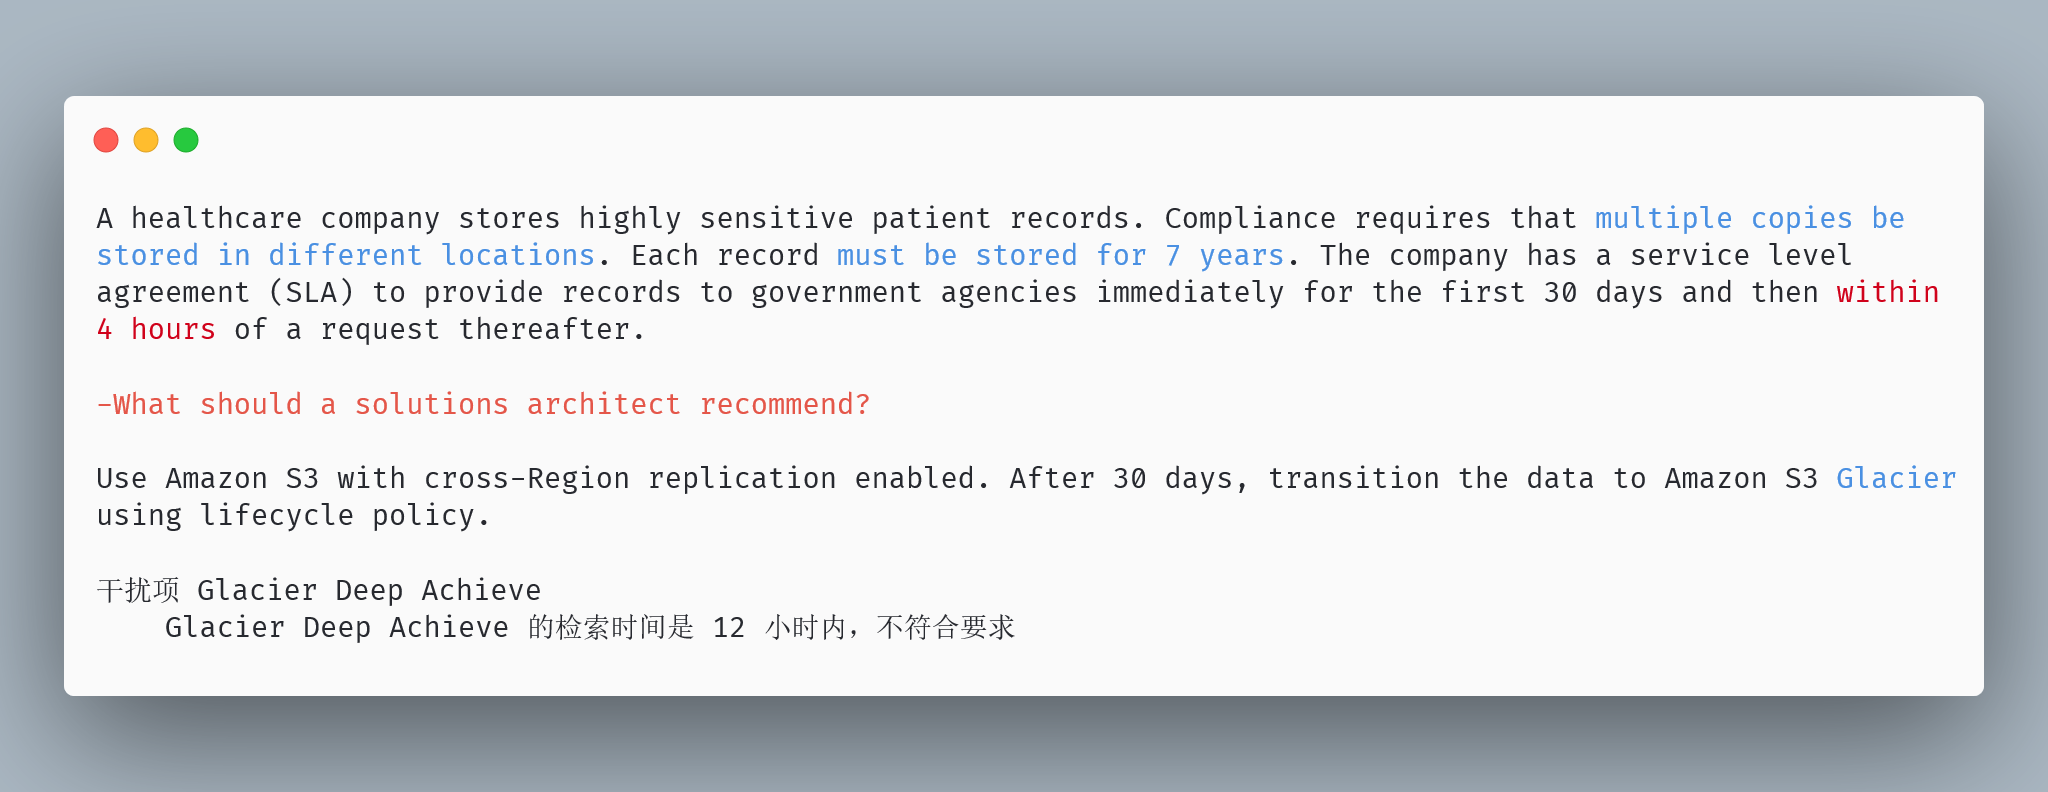 A healthcare company stores highly sensitive patient records. Compliance requires that multiple copies be
stored in different locations. Each record must be stored for 7 years. The company has a service level
agreement (SLA) to provide records to government agencies immediately for the first 30 days and then within
4 hours of a request thereafter.
-What should a solutions architect recommend?
Use Amazon S3 with cross-Region replication enabled. After 30 days, transition the data to Amazon S3 Glacier
using lifecycle policy.
干扰项 Glacier Deep Achieve
Glacier Deep Achieve 的检索时间是 12 小时内，不符合要求